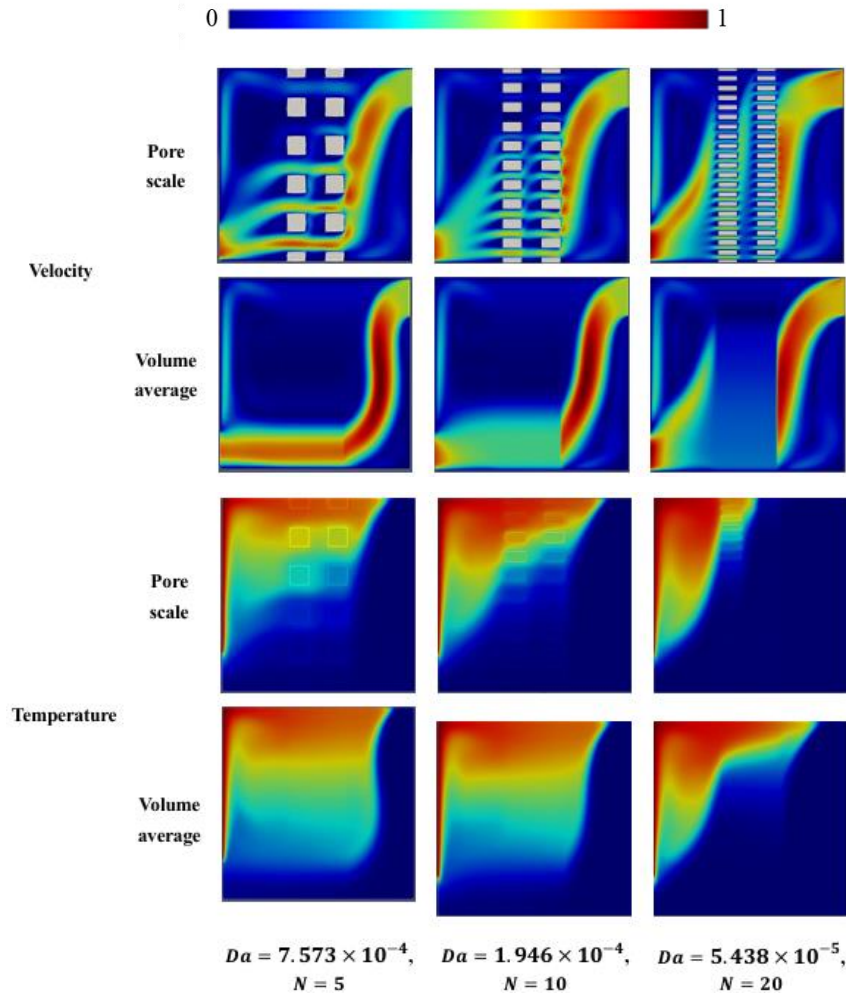 0 1
Pore
scale
Velocity
Volume
average
Pore
scale
Temperature
Volume
average
Da = 7.573 × 10⁻⁴, Da = 1.946 × 10⁻⁴, Da = 5.438 × 10⁻⁵,
N = 5 N = 10 N = 20